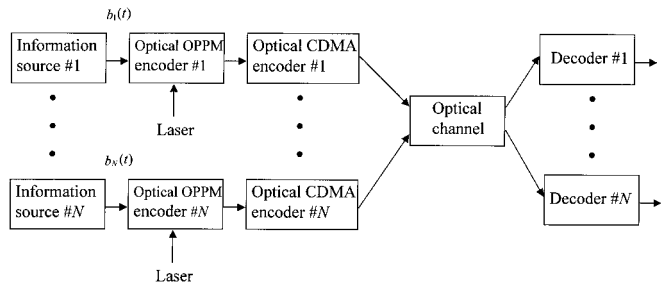 b₁(t)
Information
source #1
Optical OPPM
encoder #1
Optical CDMA
encoder #1
Decoder #1
Laser
Optical
channel
b_N(t)
Information
source #N
Optical OPPM
encoder #N
Optical CDMA
encoder #N
Decoder #N
Laser